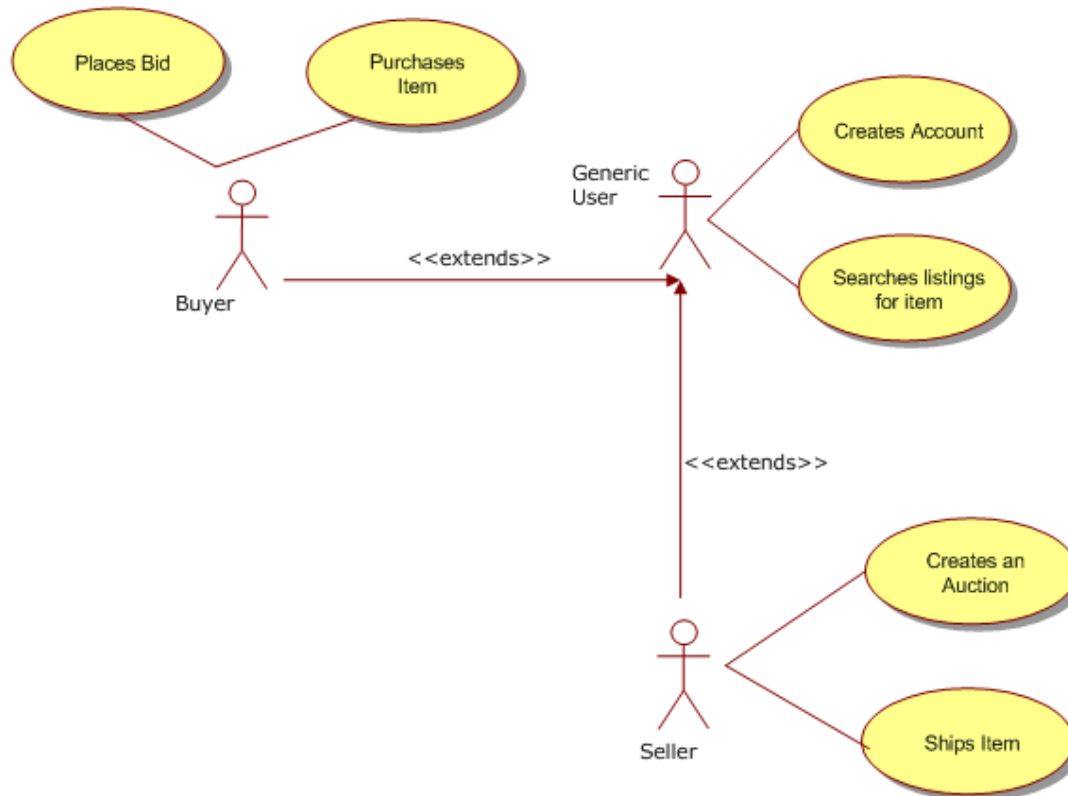 Places Bid
Purchases
Item
Creates Account
Generic
User
<<extends>>
Searches listings
for item
Buyer
<<extends>>
Creates an
Auction
Seller
Ships Item